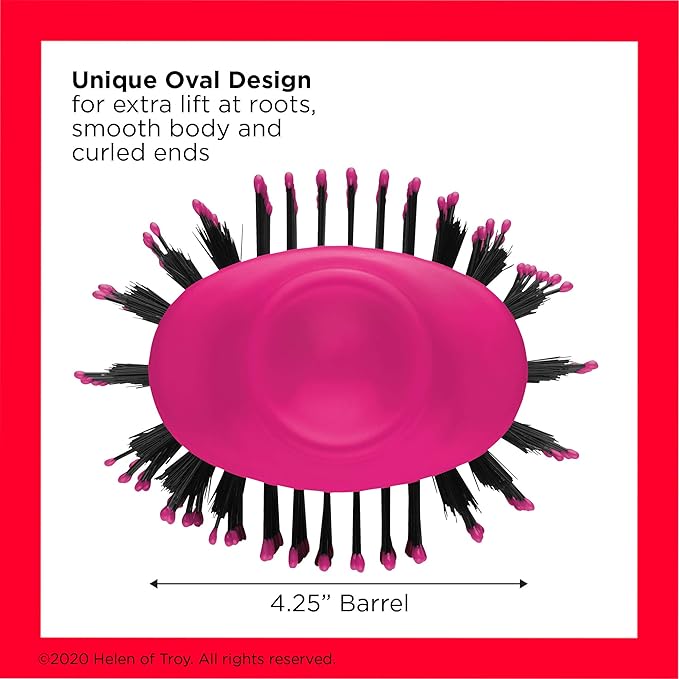 Unique Oval Design
for extra lift at roots,
smooth body and
curled ends
4.25” Barrel
©2020 Helen of Troy. All rights reserved.